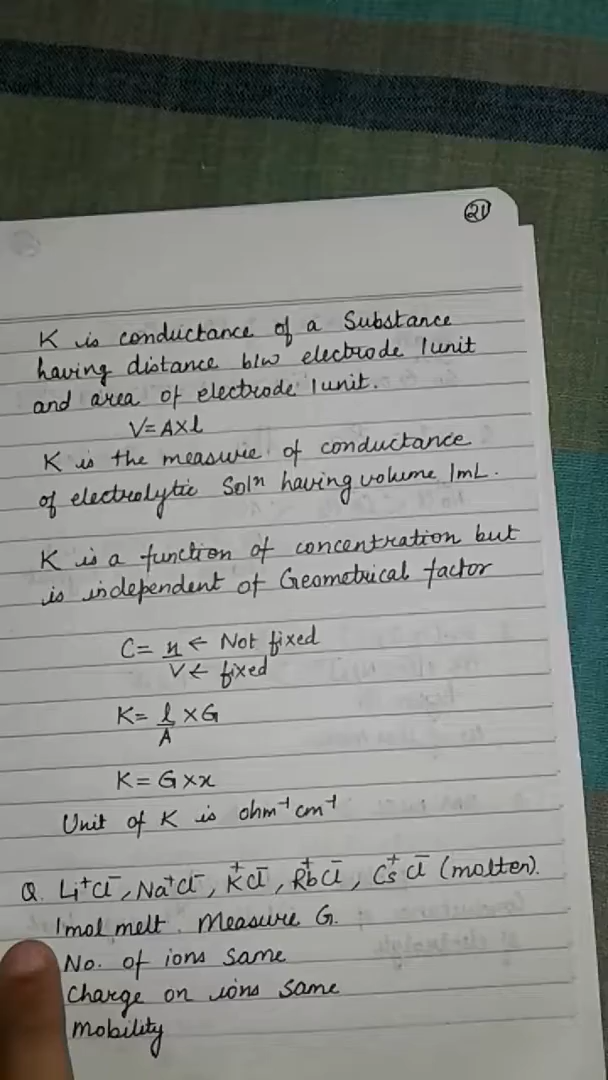 21
K is conductance of a Substance
having distance b/w electrode 1unit
and area of electrode 1unit.
V=A×l
K is the measure of conductance
of electrolytic Solⁿ having volume 1mL.
K is a function of concentration but
is independent of Geometrical factor
C= n ← Not fixed
V ← fixed
K= l/A ×G
K= G×x
Unit of K is ohm⁻¹ cm⁻¹
Q. Li⁺Cl⁻, Na⁺Cl⁻, K⁺Cl⁻, Rb⁺Cl⁻, Cs⁺Cl⁻ (molten).
1mol melt. Measure G.
No. of ions same
Charge on ions same
Mobility